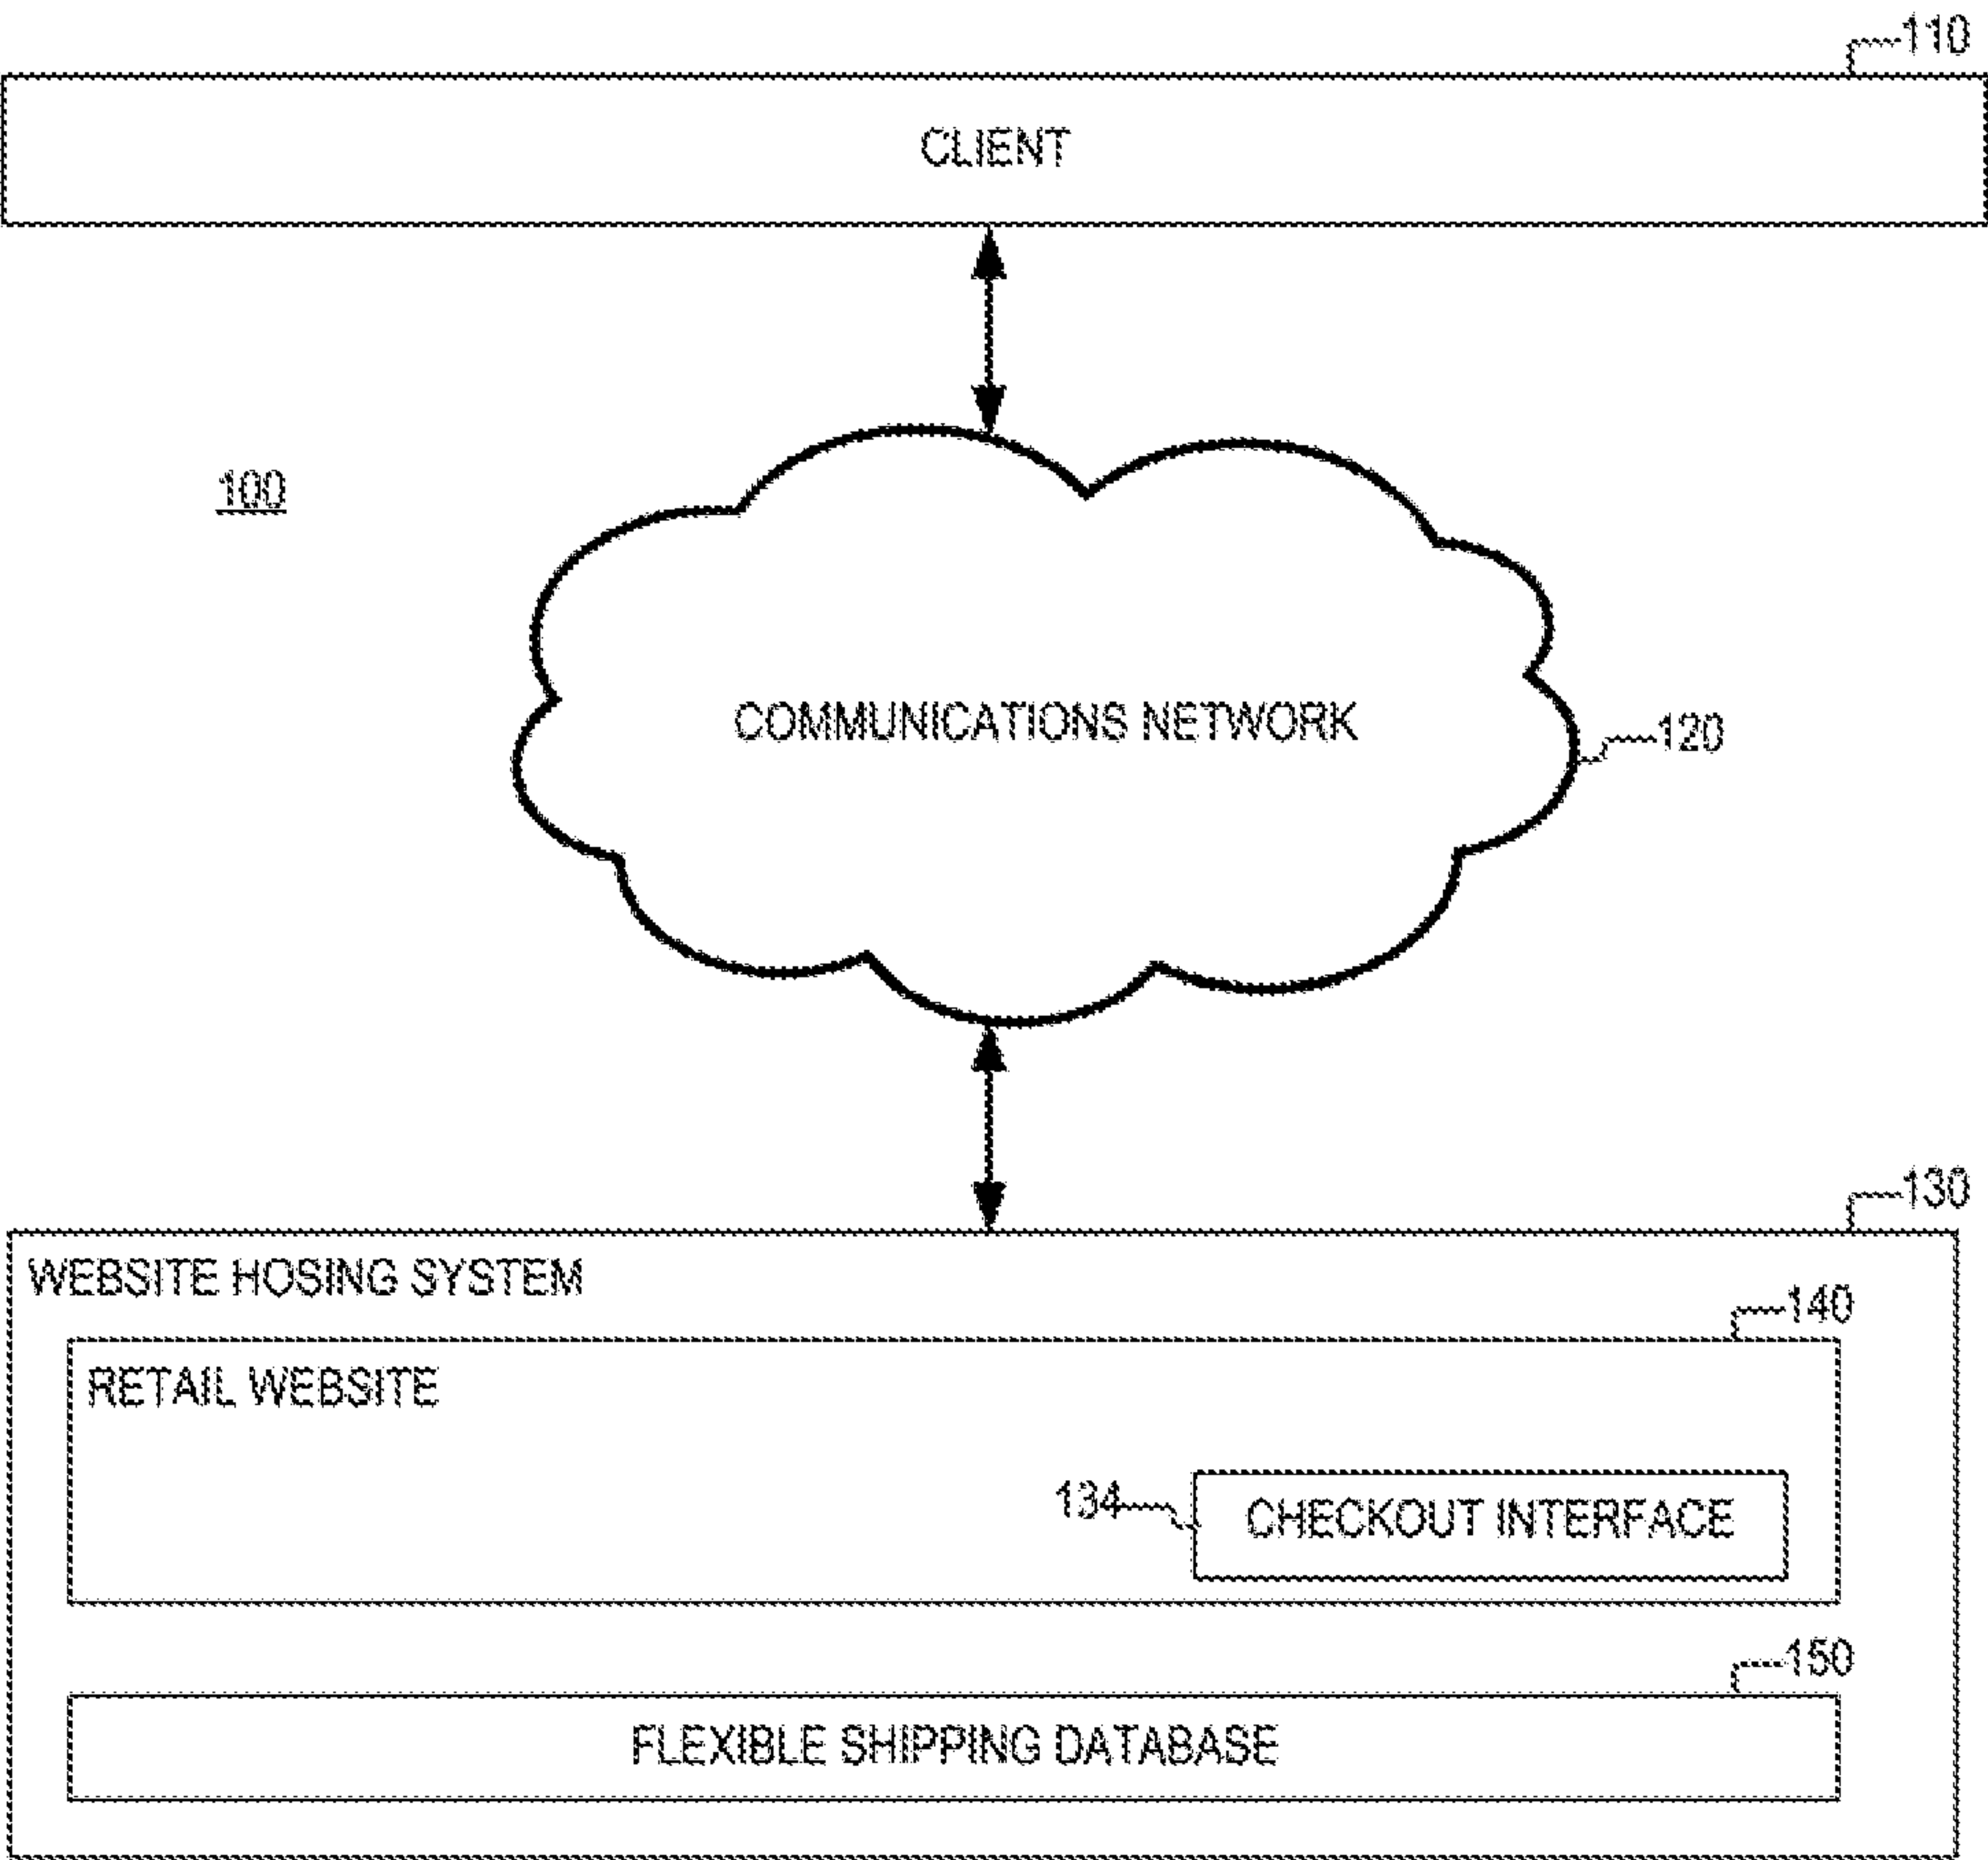 110
CLIENT
100
COMMUNICATIONS NETWORK
120
130
WEBSITE HOSING SYSTEM
140
RETAIL WEBSITE
134
CHECKOUT INTERFACE
150
FLEXIBLE SHIPPING DATABASE